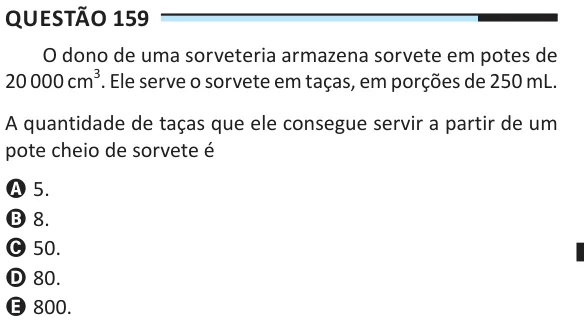 QUESTÃO 159
O dono de uma sorveteria armazena sorvete em potes de
20 000 cm³. Ele serve o sorvete em taças, em porções de 250 mL.
A quantidade de taças que ele consegue servir a partir de um
pote cheio de sorvete é
A 5.
B 8.
C 50.
D 80.
E 800.